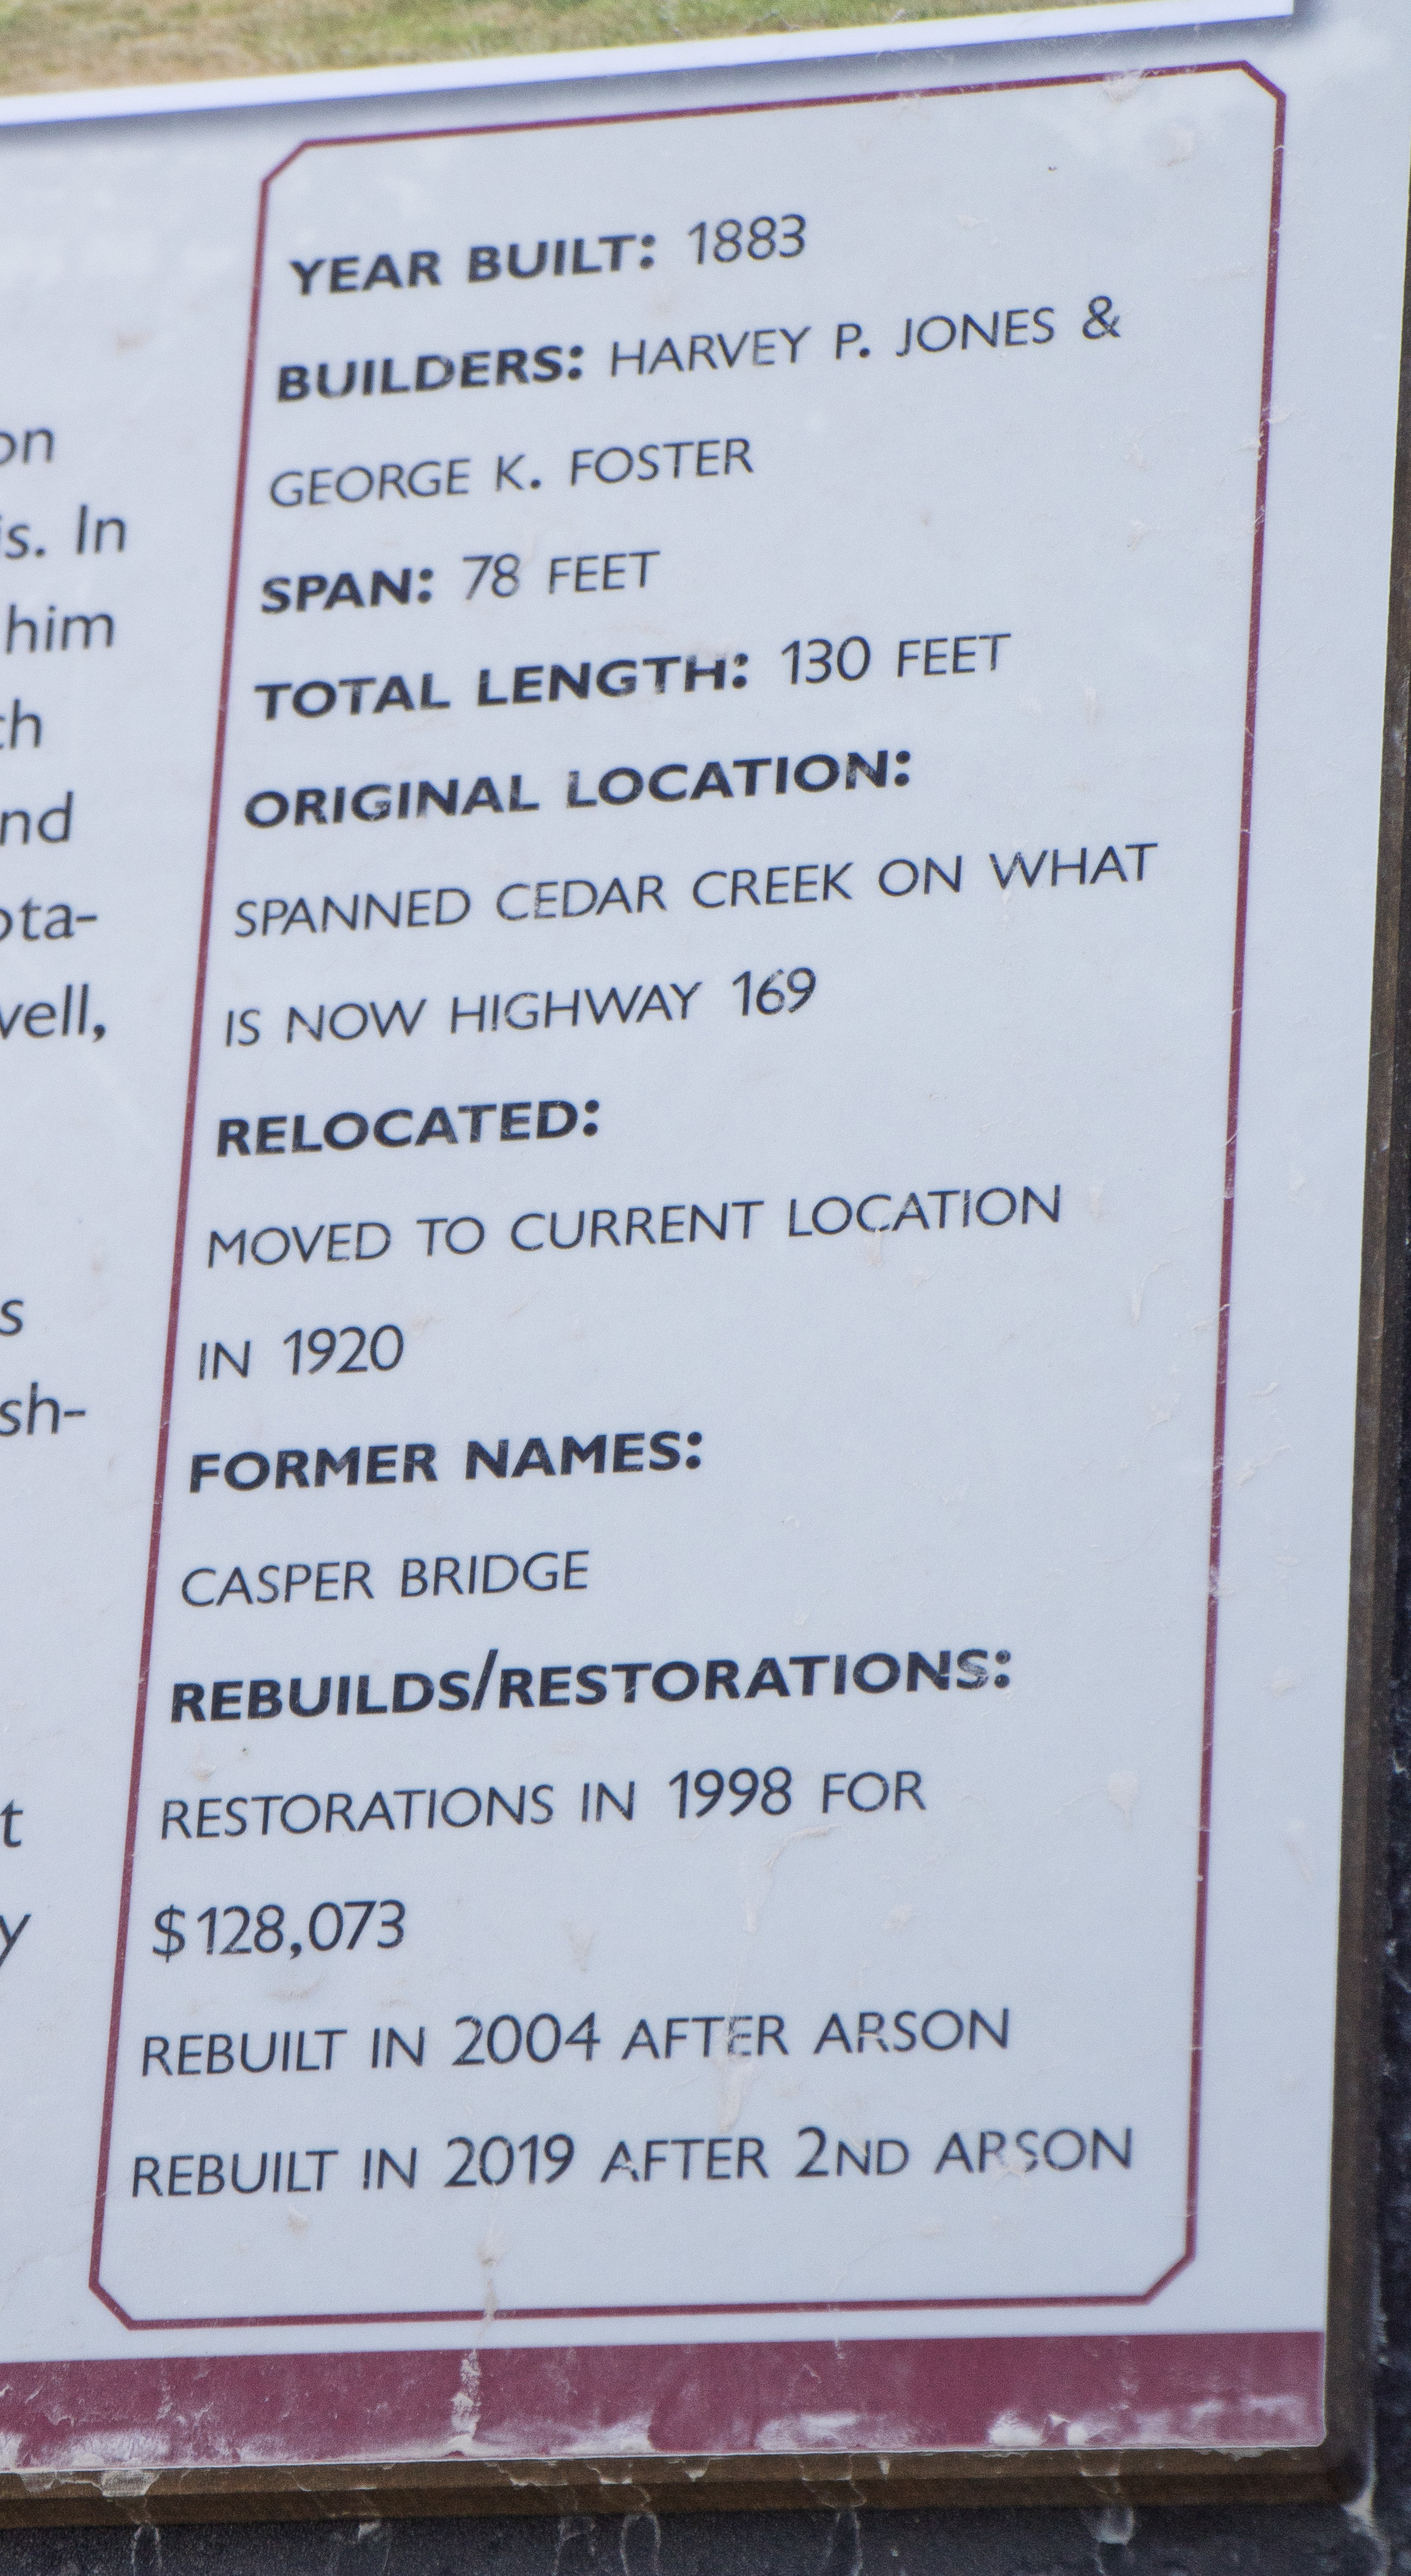 YEAR BUILT: 1883
BUILDERS: HARVEY P. JONES &
GEORGE K. FOSTER
SPAN: 78 FEET
TOTAL LENGTH: 130 FEET
ORIGINAL LOCATION:
SPANNED CEDAR CREEK ON WHAT
IS NOW HIGHWAY 169
RELOCATED:
MOVED TO CURRENT LOCATION
IN 1920
FORMER NAMES:
CASPER BRIDGE
REBUILDS/RESTORATIONS:
RESTORATIONS IN 1998 FOR
$128,073
REBUILT IN 2004 AFTER ARSON
REBUILT IN 2019 AFTER 2ND ARSON
In
him